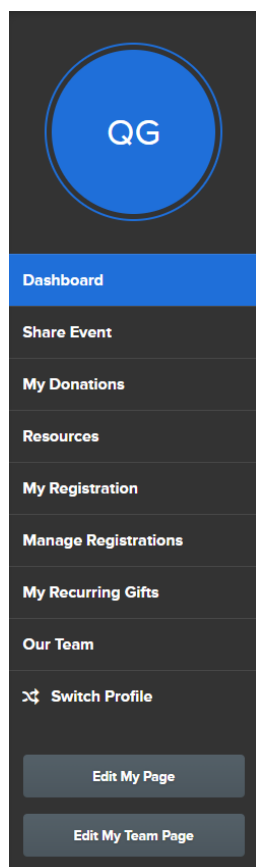 QG
Dashboard
Share Event
My Donations
Resources
My Registration
Manage Registrations
My Recurring Gifts
Our Team
Switch Profile
Edit My Page
Edit My Team Page